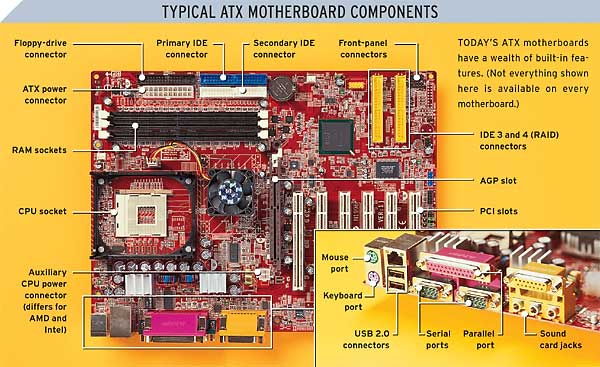 TYPICAL ATX MOTHERBOARD COMPONENTS
Floppy-drive
connector
Primary IDE
connector
Secondary IDE
connector
Front-panel
connectors
TODAY'S ATX motherboards
have a wealth of built-in fea-
tures. (Not everything shown
here is available on every
motherboard.)
ATX power
connector
RAM sockets
IDE 3 and 4 (RAID)
connectors
AGP slot
CPU socket
PCI slots
Auxiliary
CPU power
connector
(differs for
AMD and
Intel)
Mouse
port
Keyboard
port
USB 2.0
connectors
Serial
ports
Parallel
port
Sound
card jacks